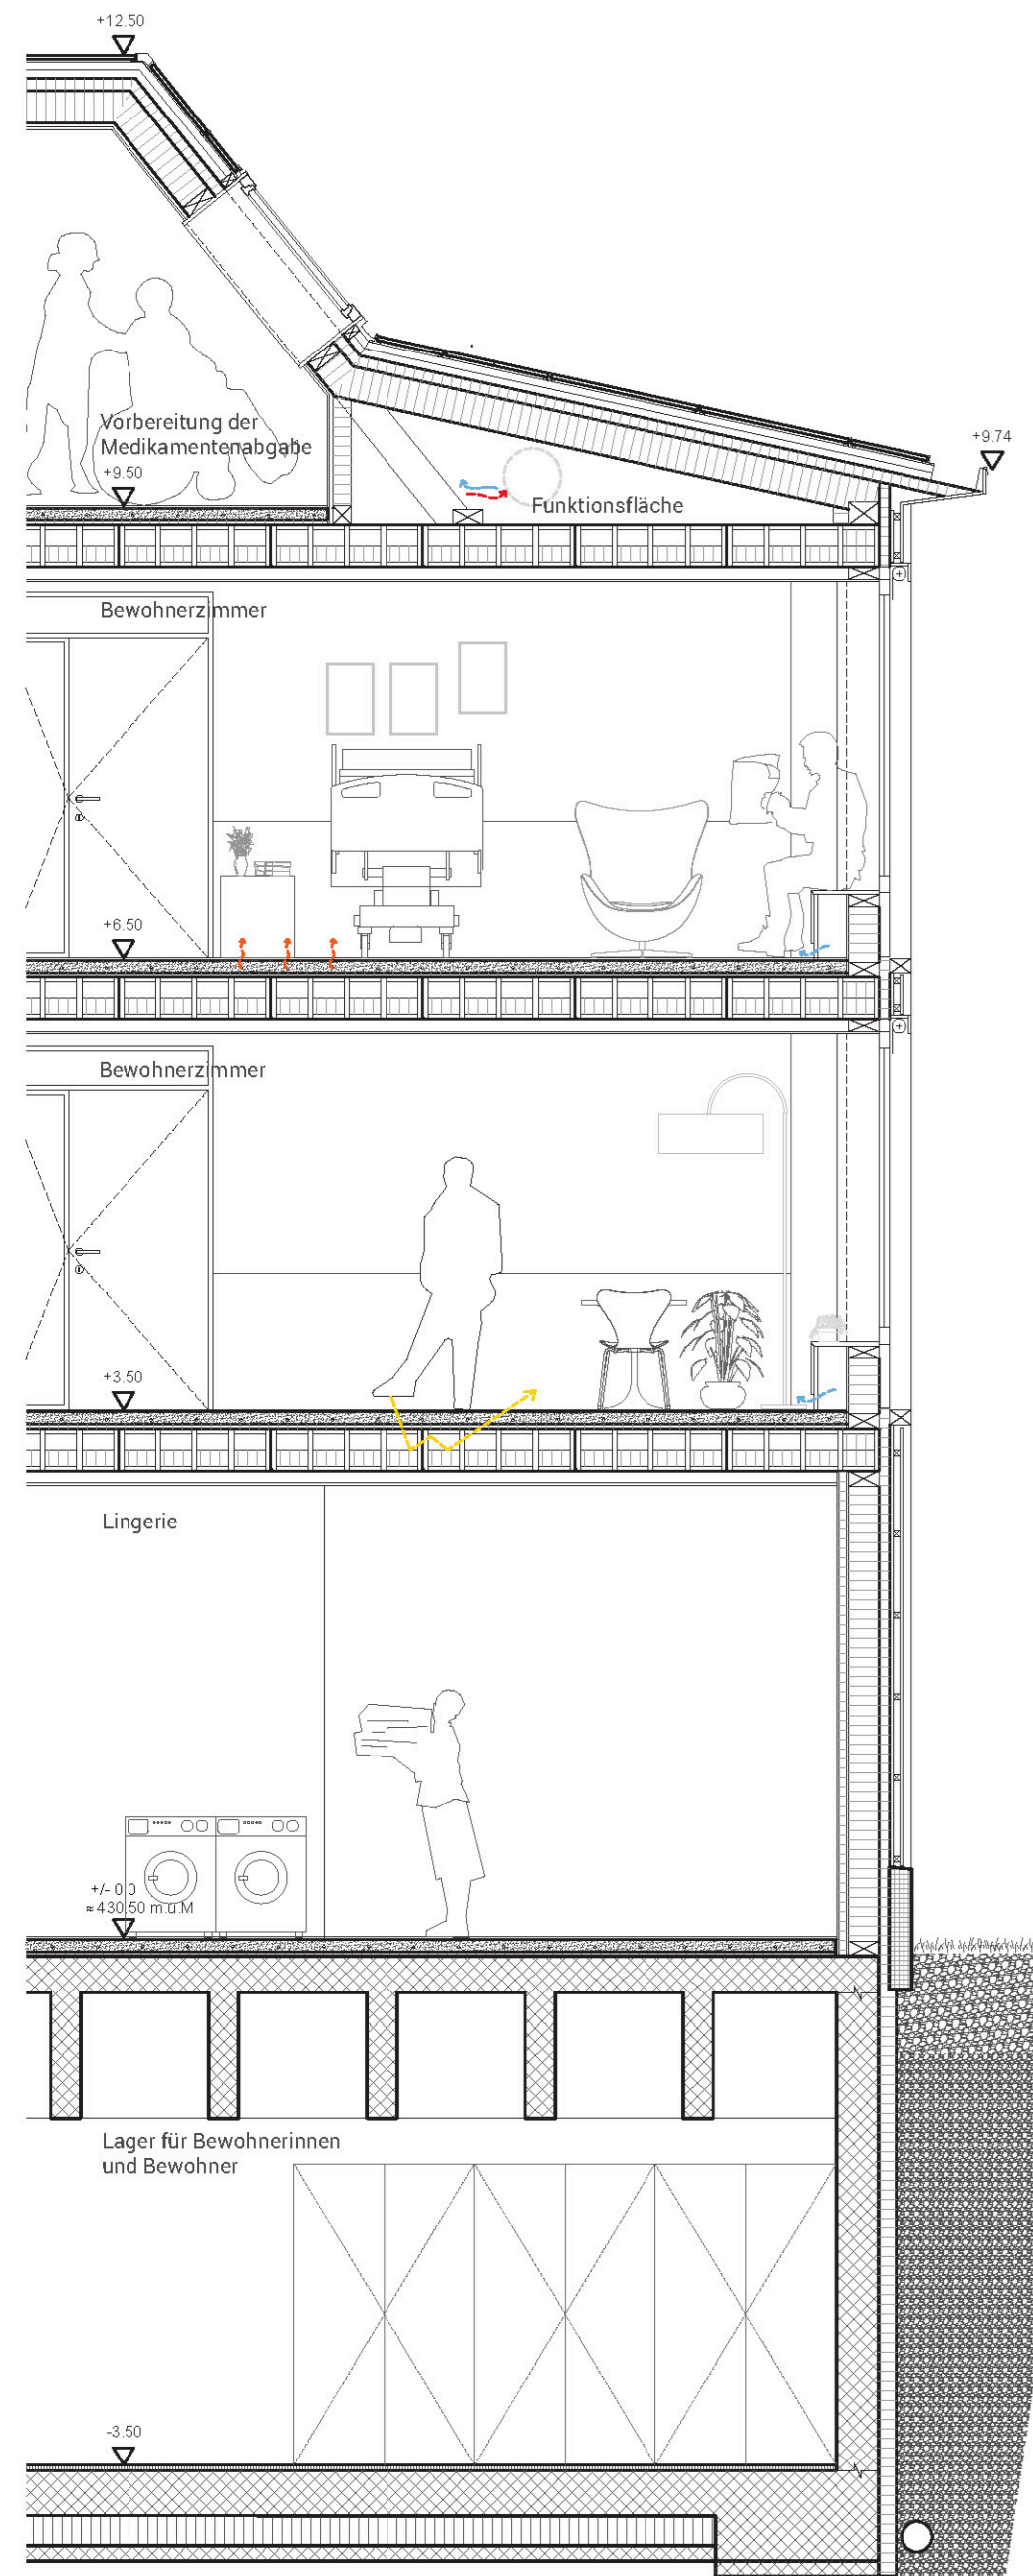 +12.50
+9.74
Vorbereitung der
Medikamentenabgabe
+9.50
Funktionsfläche
Bewohnerzimmer
+6.50
Bewohnerzimmer
+3.50
Lingerie
+/- 0.0
≈ 430.50 m.ü.M
Lager für Bewohnerinnen
und Bewohner
-3.50